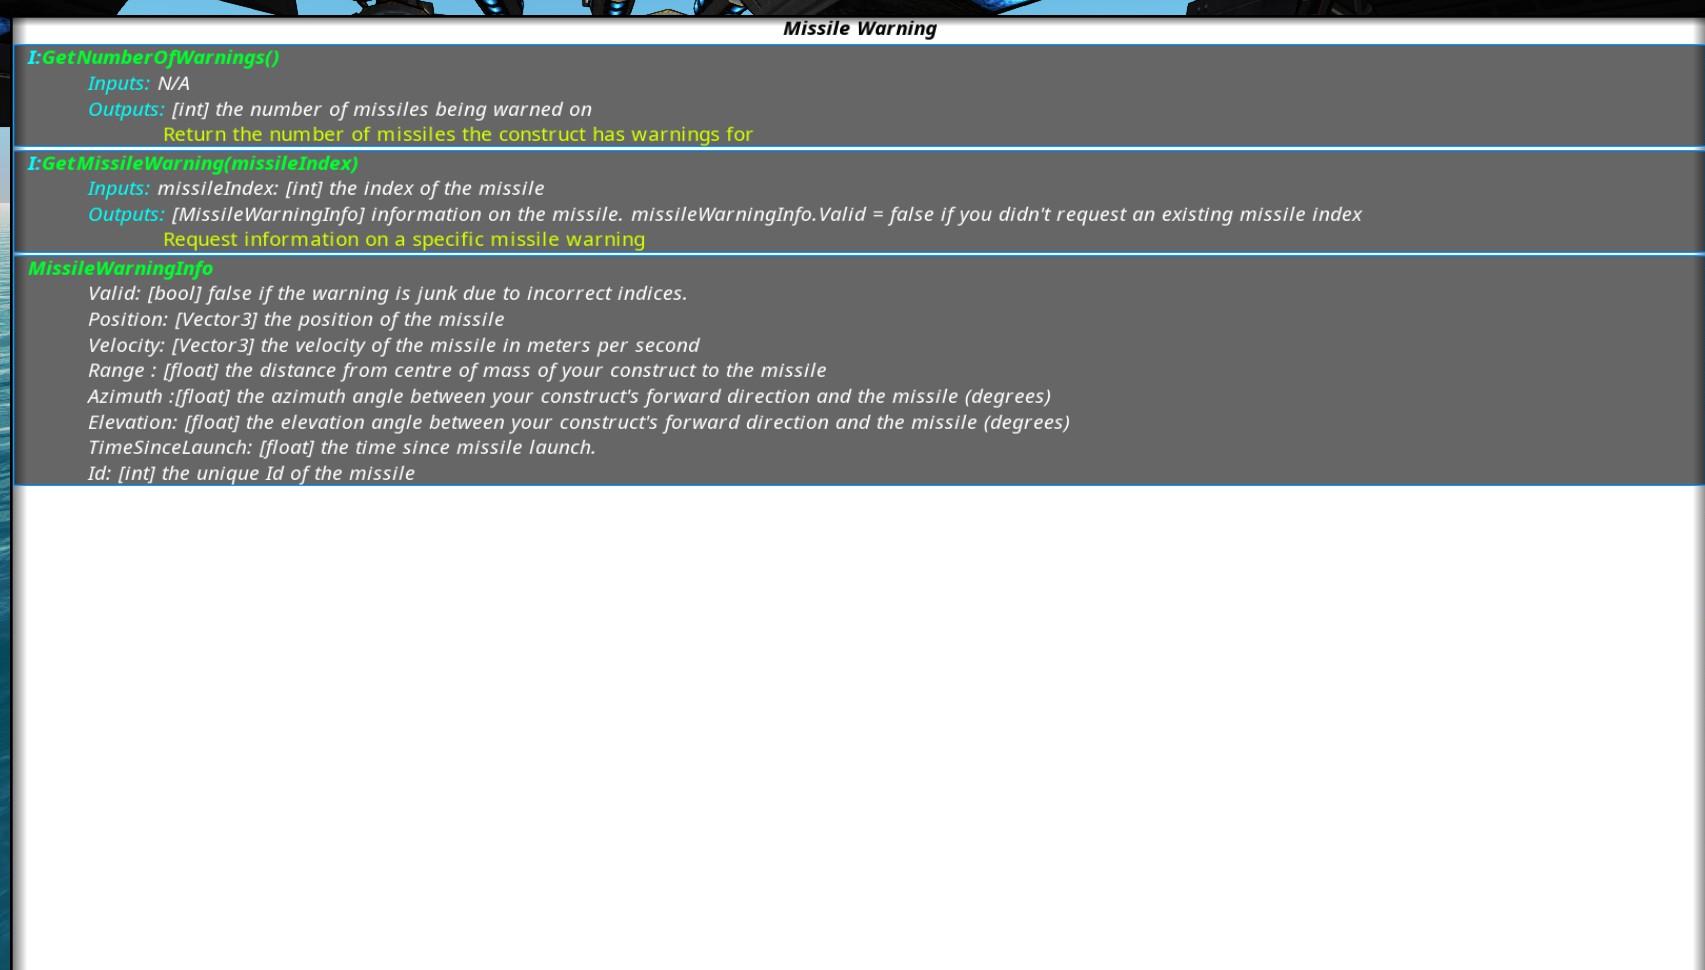 Missile Warning
I:GetNumberOfWarnings()
Inputs: N/A
Outputs: [int] the number of missiles being warned on
Return the number of missiles the construct has warnings for
I:GetMissileWarning(missileIndex)
Inputs: missileIndex: [int] the index of the missile
Outputs: [MissileWarningInfo] information on the missile. missileWarningInfo.Valid = false if you didn't request an existing missile index
Request information on a specific missile warning
MissileWarningInfo
Valid: [bool] false if the warning is junk due to incorrect indices.
Position: [Vector3] the position of the missile
Velocity: [Vector3] the velocity of the missile in meters per second
Range : [float] the distance from centre of mass of your construct to the missile
Azimuth :[float] the azimuth angle between your construct's forward direction and the missile (degrees)
Elevation: [float] the elevation angle between your construct's forward direction and the missile (degrees)
TimeSinceLaunch: [float] the time since missile launch.
Id: [int] the unique Id of the missile